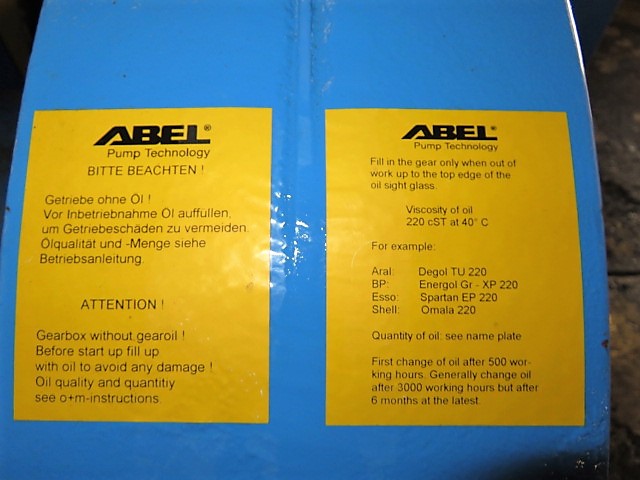 ABEL®
Pump Technology
BITTE BEACHTEN !
Getriebe ohne Öl !
Vor Inbetriebnahme Öl auffüllen,
um Getriebeschäden zu vermeiden.
Ölqualität und -Menge siehe
Betriebsanleitung.
ATTENTION !
Gearbox without gearoil !
Before start up fill up
with oil to avoid any damage !
Oil quality and quantitiy
see o+m-instructions.
ABEL®
Pump Technology
Fill in the gear only when out of
work up to the top edge of the
oil sight glass.
Viscosity of oil
220 cST at 40° C
For example:
Aral: Degol TU 220
BP: Energol Gr - XP 220
Esso: Spartan EP 220
Shell: Omala 220
Quantity of oil: see name plate
First change of oil after 500 wor-
king hours. Generally change oil
after 3000 working hours but after
6 months at the latest.